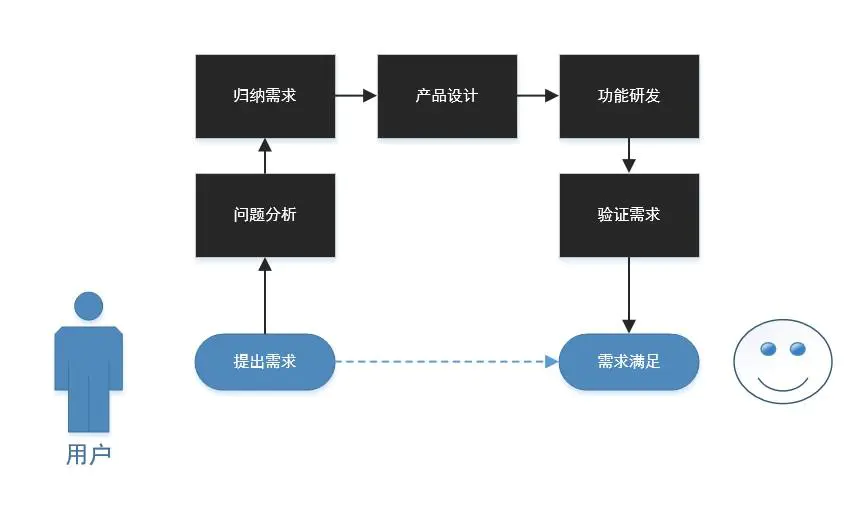 归纳需求
产品设计
功能研发
问题分析
验证需求
提出需求
需求满足
用户